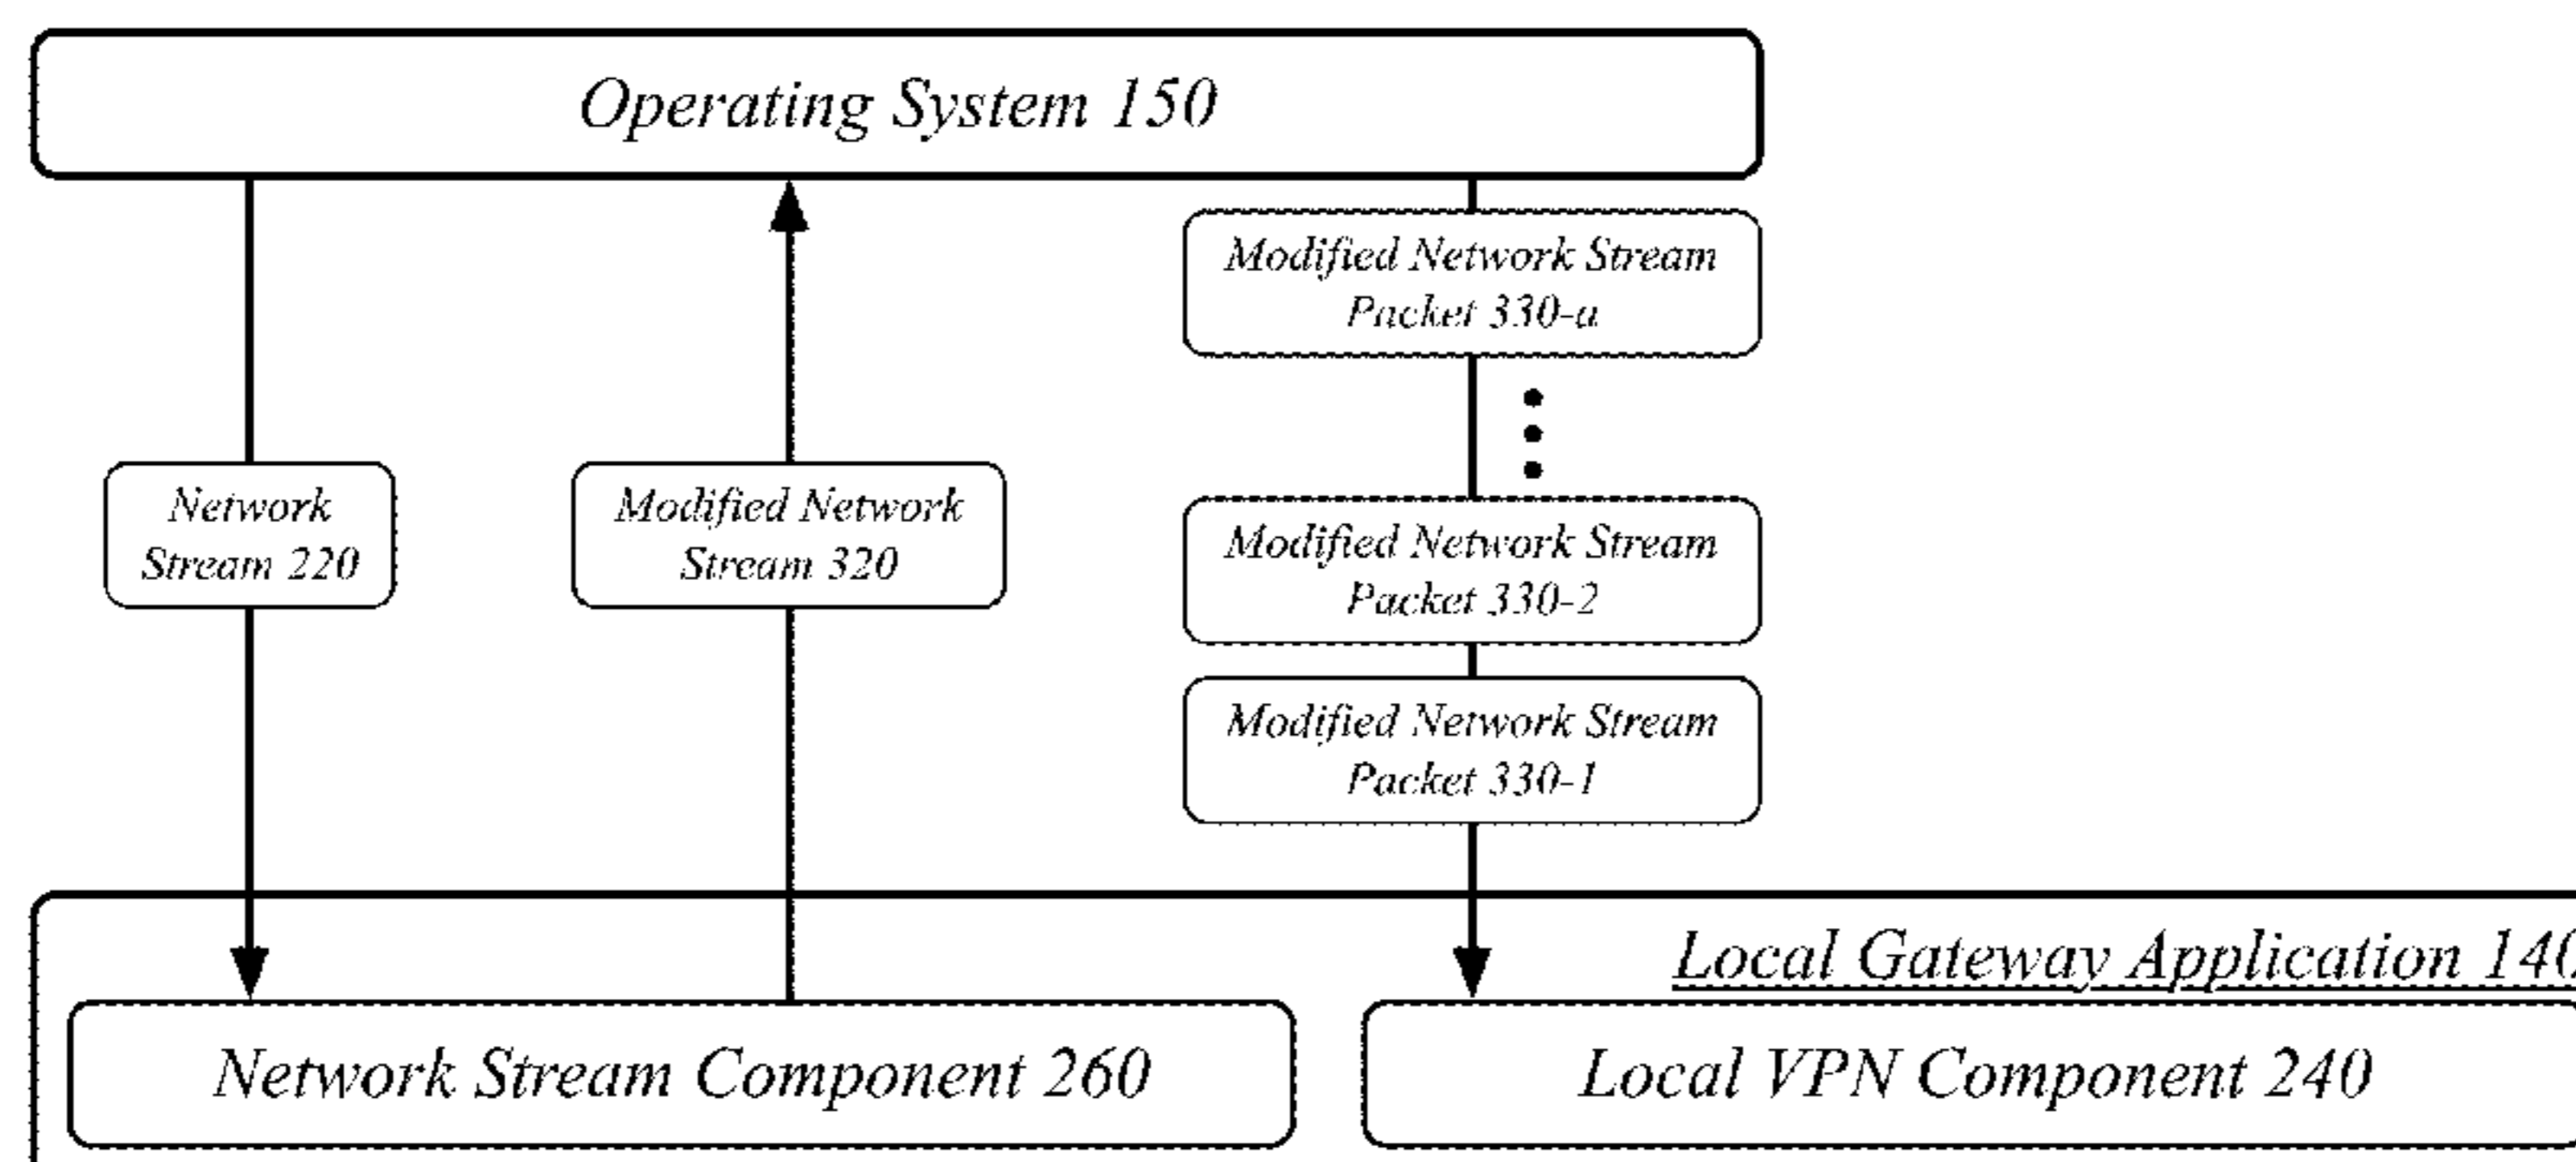 Operating System 150
Modified Network Stream
Packet 330-a
Network
Stream 220
Modified Network
Stream 320
Modified Network Stream
Packet 330-2
Modified Network Stream
Packet 330-1
Local Gateway Application 140
Network Stream Component 260
Local VPN Component 240